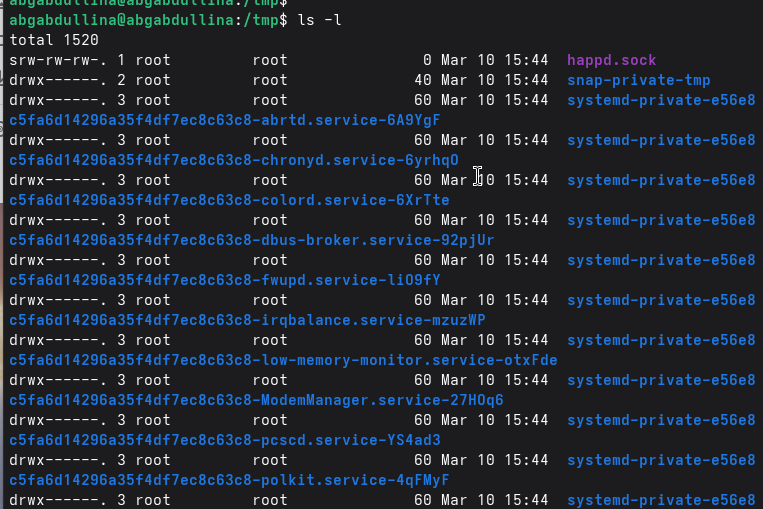 abgabdullina@abgabdullina:/tmp$
abgabdullina@abgabdullina:/tmp$ ls -l
total 1520
srw-rw-rw-. 1 root         root               0 Mar 10 15:44  happd.sock
drwx------. 2 root         root              40 Mar 10 15:44  snap-private-tmp
drwx------. 3 root         root              60 Mar 10 15:44  systemd-private-e56e8
c5fa6d14296a35f4df7ec8c63c8-abrtd.service-6A9YgF
drwx------. 3 root         root              60 Mar 10 15:44  systemd-private-e56e8
c5fa6d14296a35f4df7ec8c63c8-chronyd.service-6yrhqO
drwx------. 3 root         root              60 Mar 10 15:44  systemd-private-e56e8
c5fa6d14296a35f4df7ec8c63c8-colord.service-6XrTte
drwx------. 3 root         root              60 Mar 10 15:44  systemd-private-e56e8
c5fa6d14296a35f4df7ec8c63c8-dbus-broker.service-92pjUr
drwx------. 3 root         root              60 Mar 10 15:44  systemd-private-e56e8
c5fa6d14296a35f4df7ec8c63c8-fwupd.service-liO9fY
drwx------. 3 root         root              60 Mar 10 15:44  systemd-private-e56e8
c5fa6d14296a35f4df7ec8c63c8-irqbalance.service-mzuzWP
drwx------. 3 root         root              60 Mar 10 15:44  systemd-private-e56e8
c5fa6d14296a35f4df7ec8c63c8-low-memory-monitor.service-otxFde
drwx------. 3 root         root              60 Mar 10 15:44  systemd-private-e56e8
c5fa6d14296a35f4df7ec8c63c8-ModemManager.service-27HOq6
drwx------. 3 root         root              60 Mar 10 15:44  systemd-private-e56e8
c5fa6d14296a35f4df7ec8c63c8-pcscd.service-YS4ad3
drwx------. 3 root         root              60 Mar 10 15:44  systemd-private-e56e8
c5fa6d14296a35f4df7ec8c63c8-polkit.service-4qFMyF
drwx------. 3 root         root              60 Mar 10 15:44  systemd-private-e56e8